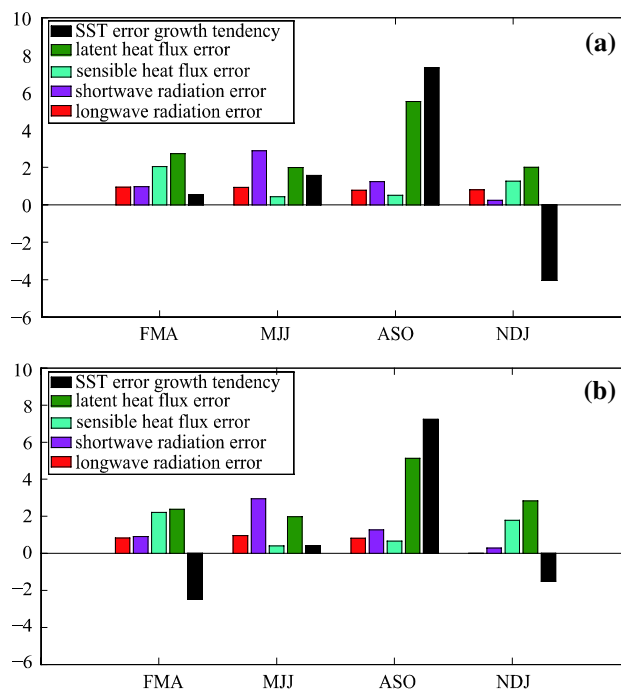 10
8
6
4
2
0
−2
−4
−6
SST error growth tendency
latent heat flux error
sensible heat flux error
shortwave radiation error
longwave radiation error
(a)
FMA MJJ ASO NDJ
10
8
6
4
2
0
−2
−4
−6
SST error growth tendency
latent heat flux error
sensible heat flux error
shortwave radiation error
longwave radiation error
(b)
FMA MJJ ASO NDJ